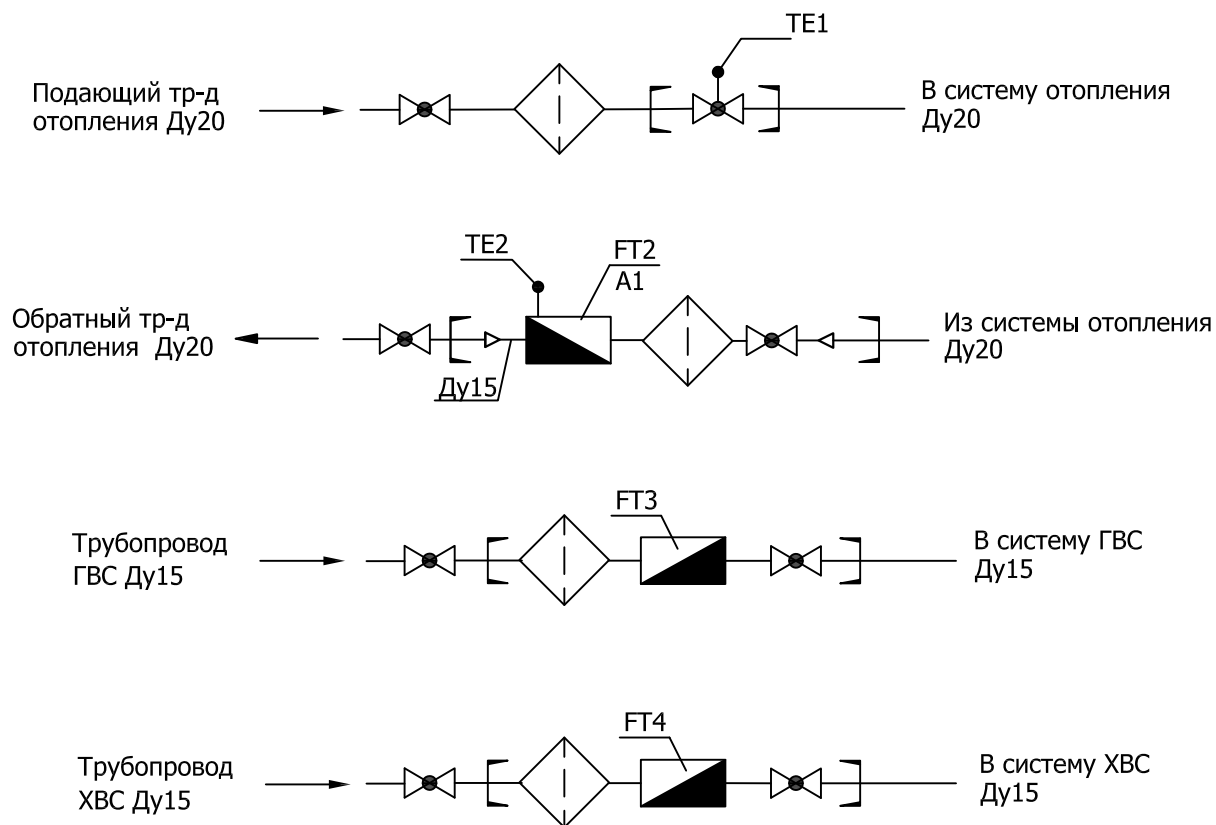 TE1
Подающий тр-д
отопления Ду20
В систему отопления
Ду20
TE2
FT2
A1
Обратный тр-д
отопления Ду20
Из системы отопления
Ду20
Ду15
FT3
Трубопровод
ГВС Ду15
В систему ГВС
Ду15
FT4
Трубопровод
ХВС Ду15
В систему ХВС
Ду15